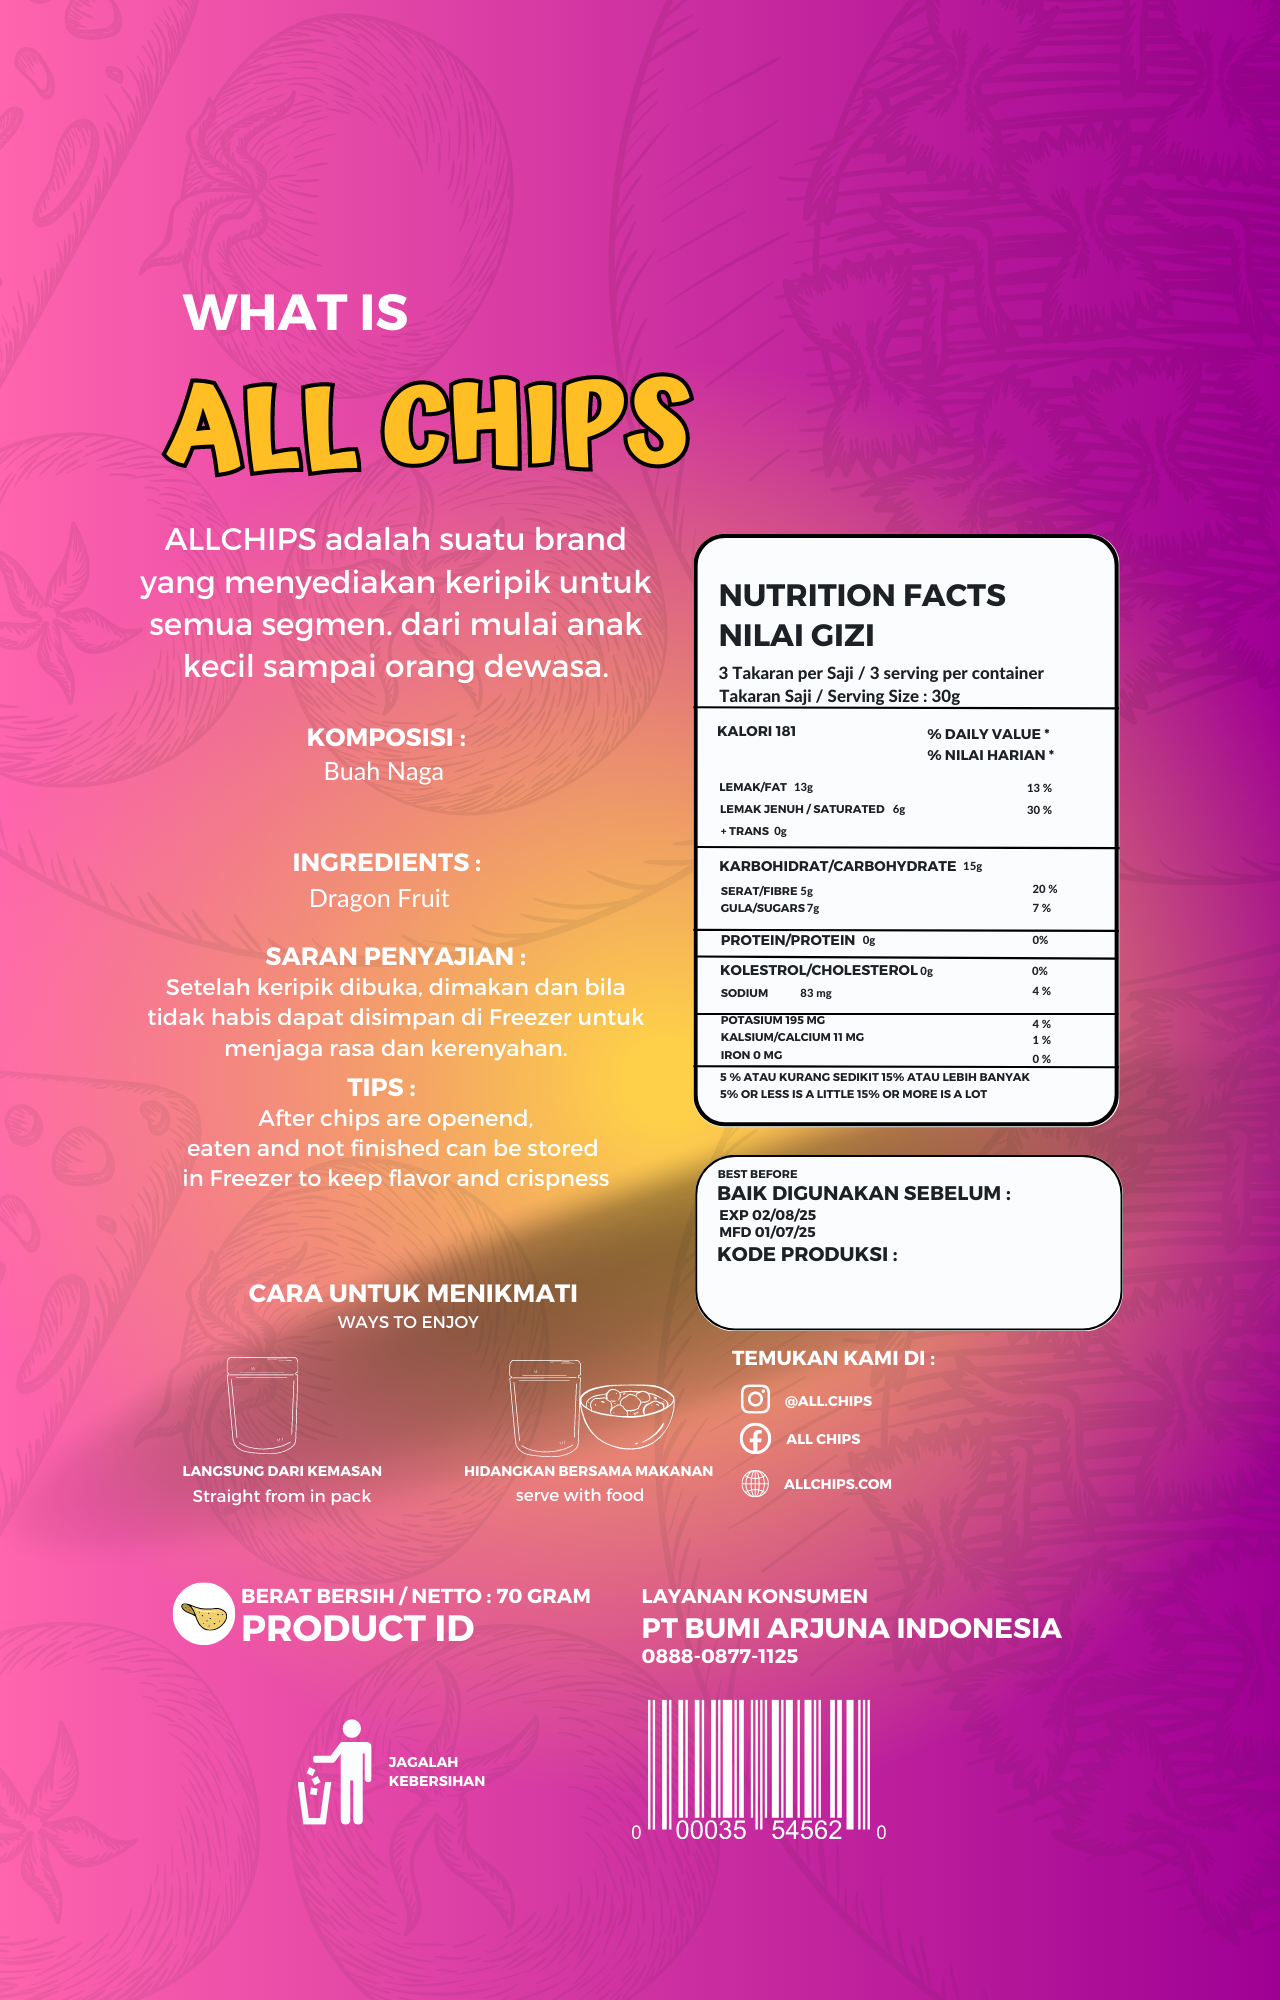 WHAT IS
ALL CHIPS
ALLCHIPS adalah suatu brand
yang menyediakan keripik untuk
semua segmen. dari mulai anak
kecil sampai orang dewasa.
KOMPOSISI :
Buah Naga
INGREDIENTS :
Dragon Fruit
SARAN PENYAJIAN :
Setelah keripik dibuka, dimakan dan bila
tidak habis dapat disimpan di Freezer untuk
menjaga rasa dan kerenyahan.
TIPS :
After chips are openend,
eaten and not finished can be stored
in Freezer to keep flavor and crispness
NUTRITION FACTS
NILAI GIZI
3 Takaran per Saji / 3 serving per container
Takaran Saji / Serving Size : 30g
KALORI 181
% DAILY VALUE *
% NILAI HARIAN *
LEMAK/FAT 13g 13 %
LEMAK JENUH / SATURATED 6g 30 %
+ TRANS 0g
KARBOHIDRAT/CARBOHYDRATE 15g
SERAT/FIBRE 5g 20 %
GULA/SUGARS 7g 7 %
PROTEIN/PROTEIN 0g 0%
KOLESTROL/CHOLESTEROL 0g 0%
SODIUM 83 mg 4 %
POTASIUM 195 MG 4 %
KALSIUM/CALCIUM 11 MG 1 %
IRON 0 MG 0 %
5 % ATAU KURANG SEDIKIT 15% ATAU LEBIH BANYAK
5% OR LESS IS A LITTLE 15% OR MORE IS A LOT
BEST BEFORE
BAIK DIGUNAKAN SEBELUM :
EXP 02/08/25
MFD 01/07/25
KODE PRODUKSI :
CARA UNTUK MENIKMATI
WAYS TO ENJOY
LANGSUNG DARI KEMASAN
Straight from in pack
HIDANGKAN BERSAMA MAKANAN
serve with food
TEMUKAN KAMI DI :
@ALL.CHIPS
ALL CHIPS
ALLCHIPS.COM
BERAT BERSIH / NETTO : 70 GRAM
PRODUCT ID
LAYANAN KONSUMEN
PT BUMI ARJUNA INDONESIA
0888-0877-1125
JAGALAH
KEBERSIHAN
0 00035 54562 0